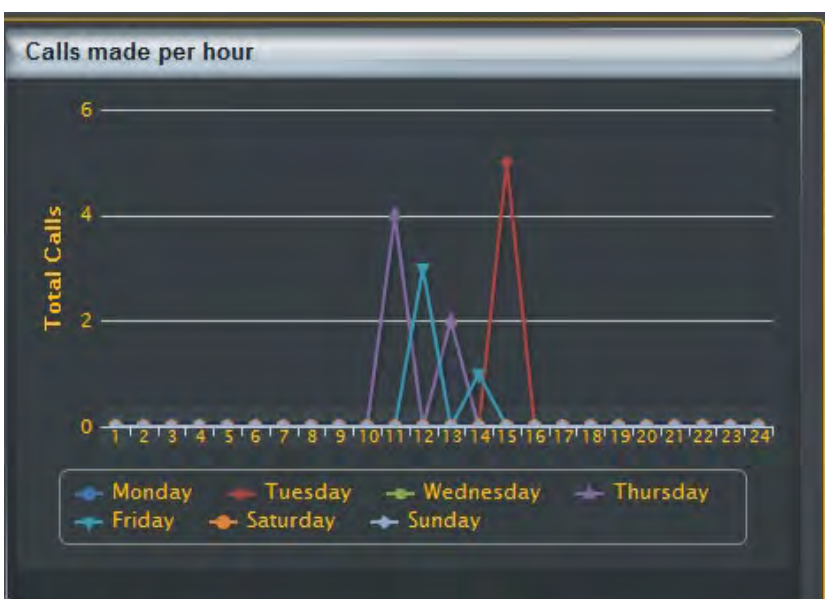 Calls made per hour
6
4
2
0
Total Calls
1 2 3 4 5 6 7 8 9 10 11 12 13 14 15 16 17 18 19 20 21 22 23 24
Monday Tuesday Wednesday Thursday
Friday Saturday Sunday